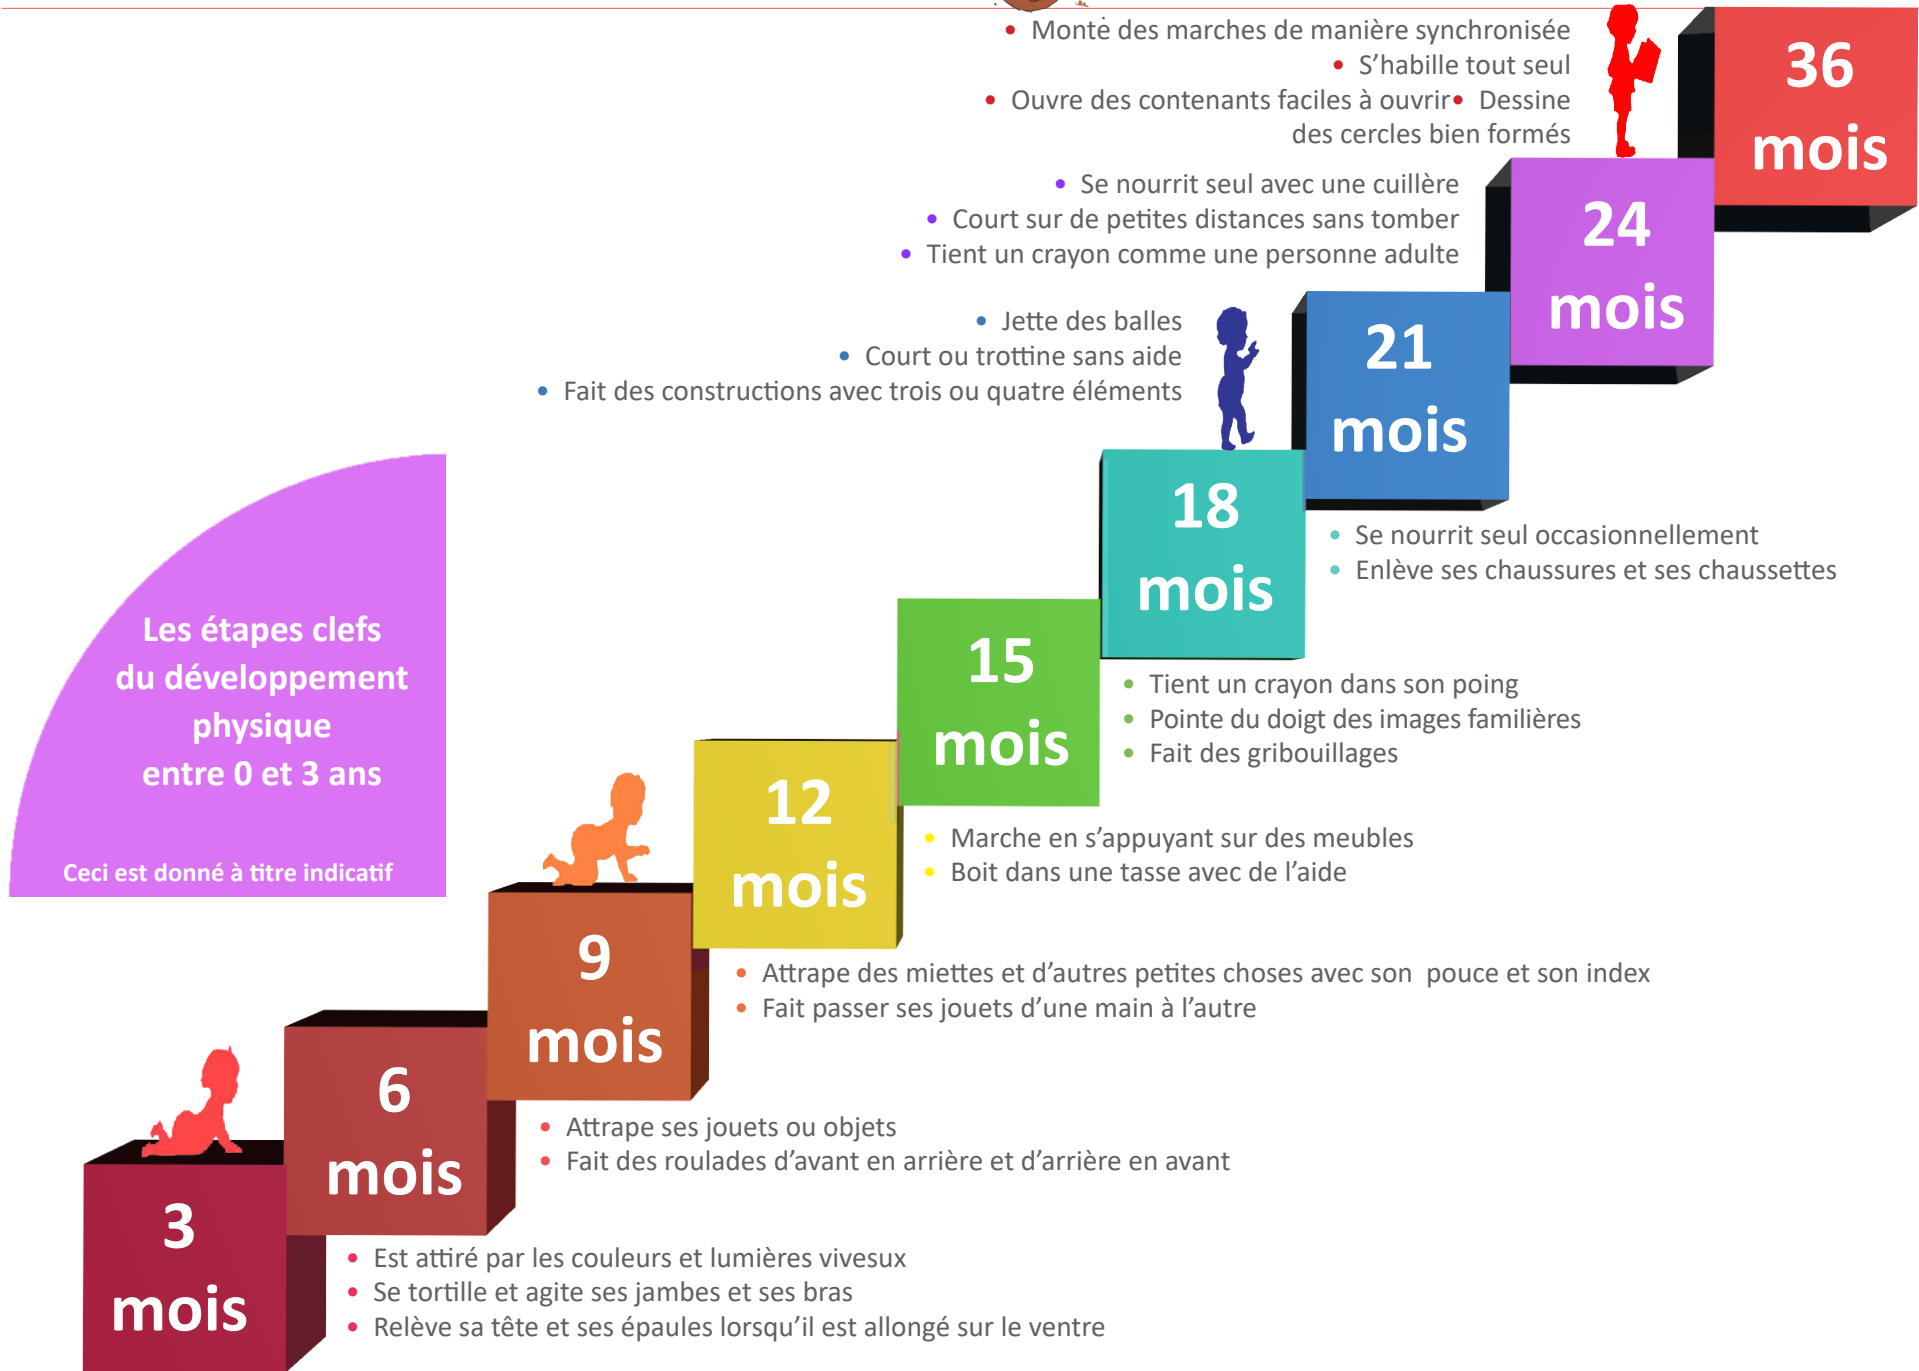 • Monte des marches de manière synchronisée
• S'habille tout seul
• Ouvre des contenants faciles à ouvrir• Dessine
des cercles bien formés
36
mois
• Se nourrit seul avec une cuillère
• Court sur de petites distances sans tomber
• Tient un crayon comme une personne adulte
24
mois
• Jette des balles
• Court ou trottine sans aide
• Fait des constructions avec trois ou quatre éléments
21
mois
18
mois
• Se nourrit seul occasionnellement
• Enlève ses chaussures et ses chaussettes
Les étapes clefs
du développement
physique
entre 0 et 3 ans
Ceci est donné à titre indicatif
15
mois
• Tient un crayon dans son poing
• Pointe du doigt des images familières
• Fait des gribouillages
12
mois
• Marche en s'appuyant sur des meubles
• Boit dans une tasse avec de l'aide
9
mois
• Attrape des miettes et d'autres petites choses avec son pouce et son index
• Fait passer ses jouets d'une main à l'autre
6
mois
• Attrape ses jouets ou objets
• Fait des roulades d'avant en arrière et d'arrière en avant
3
mois
• Est attiré par les couleurs et lumières vivesux
• Se tortille et agite ses jambes et ses bras
• Relève sa tête et ses épaules lorsqu'il est allongé sur le ventre